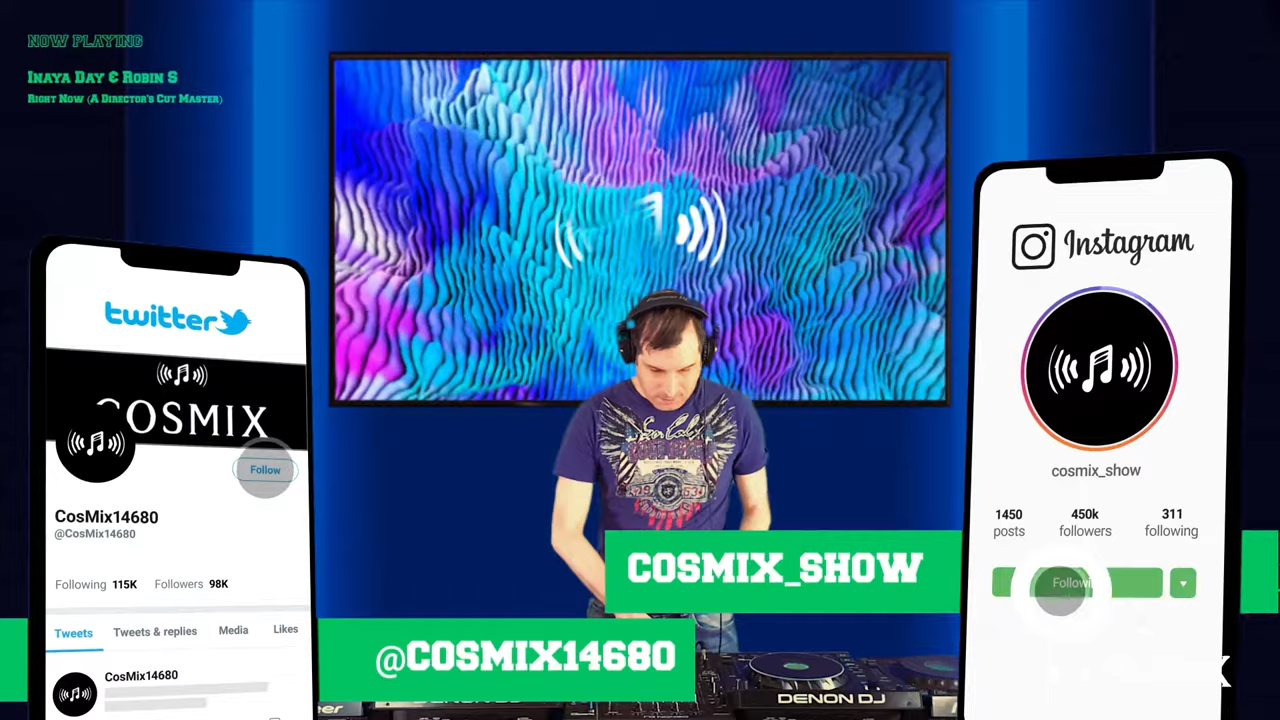 NOW PLAYING
INAYA DAY & ROBIN S
RIGHT NOW (A DIRECTOR'S CUT MASTER)
twitter
COSMIX
Follow
CosMix14680
@CosMix14680
Following 115K Followers 98K
Tweets Tweets & replies Media Likes
CosMix14680
@COSMIX14680
COSMIX_SHOW
DENON DJ
Instagram
cosmix_show
1450 450k 311
posts followers following